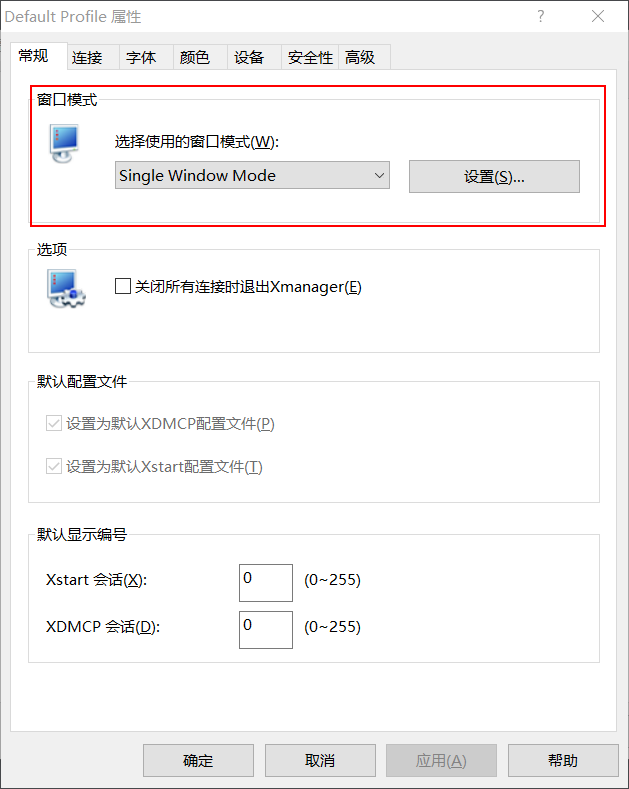 Default Profile 属性
常规 连接 字体 颜色 设备 安全性 高级
窗口模式
选择使用的窗口模式(W):
Single Window Mode 设置(S)...
选项
关闭所有连接时退出Xmanager(E)
默认配置文件
设置为默认XDMCP配置文件(P)
设置为默认Xstart配置文件(T)
默认显示编号
Xstart 会话(X): 0 (0~255)
XDMCP 会话(D): 0 (0~255)
确定 取消 应用(A) 帮助